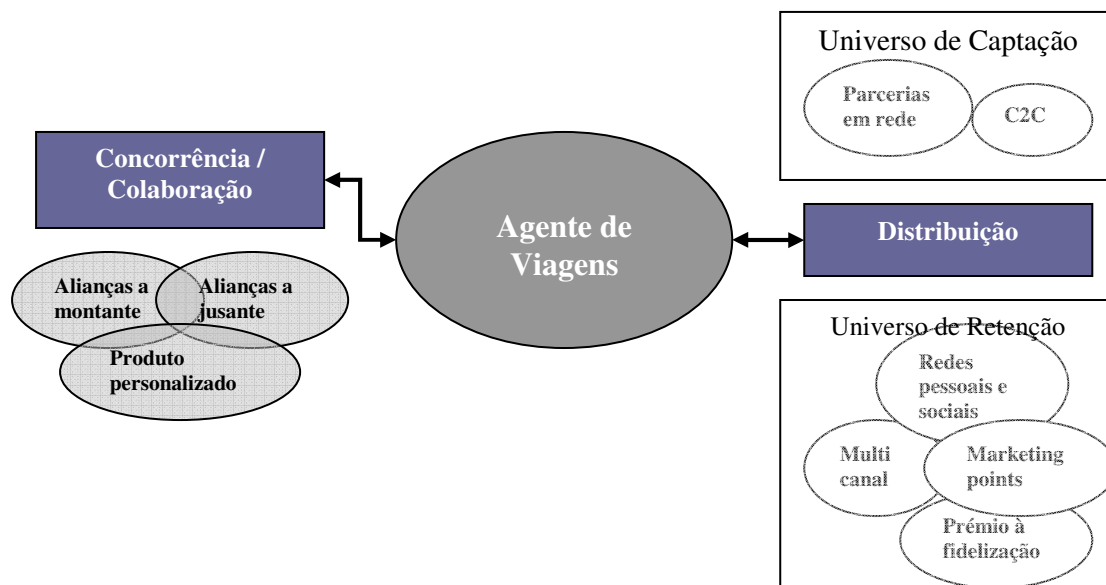 Universo de Captação
Parcerias
em rede
C2C
Concorrência /
Colaboração
Agente de
Viagens
Distribuição
Alianças a
montante
Alianças a
jusante
Produto
personalizado
Universo de Retenção
Redes
pessoais e
sociais
Multi
canal
Marketing
points
Prémio à
fidelização